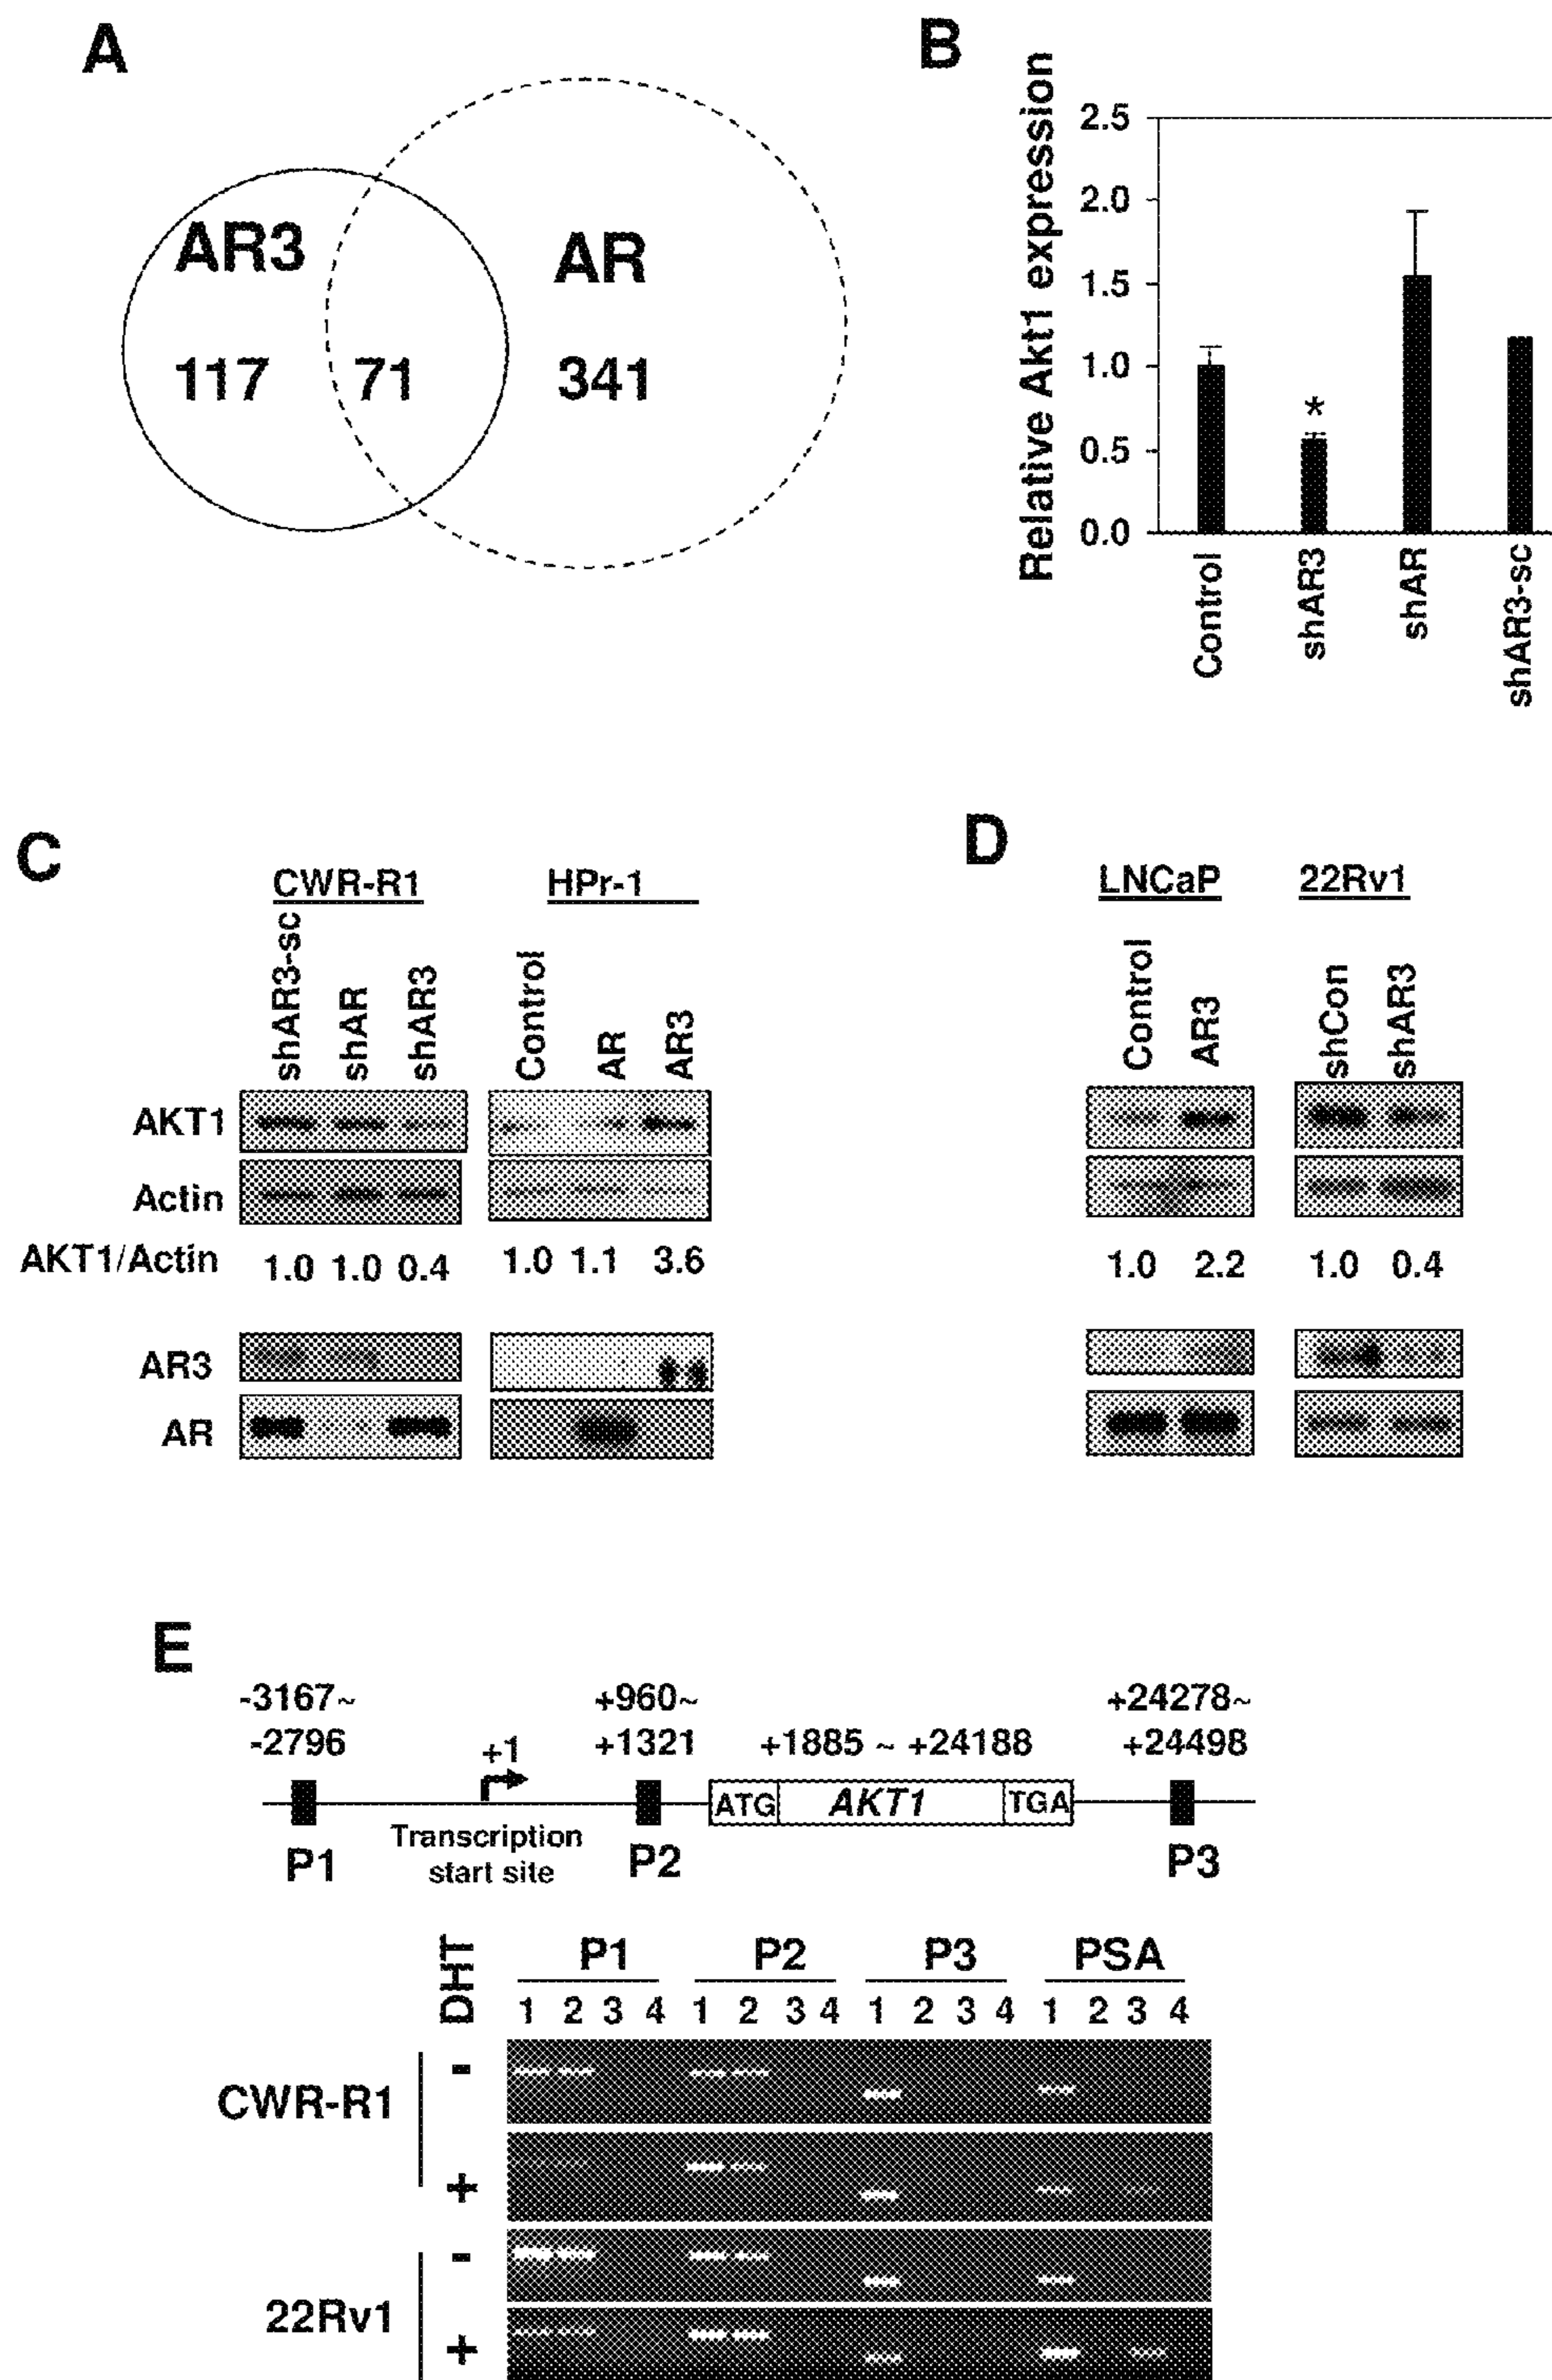 A
AR3
AR
117
71
341
B
Relative Akt1 expression
2.5
2.0
1.5
1.0
0.5
0.0
*
Control
shAR3
shAR
shAR3-sc
C
CWR-R1
HPr-1
shAR3-sc
shAR
shAR3
Control
AR
AR3
AKT1
Actin
AKT1/Actin
1.0 1.0 0.4
1.0 1.1 3.6
AR3
AR
D
LNCaP
22Rv1
Control
AR3
shCon
shAR3
1.0 2.2
1.0 0.4
E
-3167~
-2796
+1
+960~
+1321
+1885 ~ +24188
+24278~
+24498
ATG
AKT1
TGA
P1
Transcription
start site
P2
P3
DHT
P1 P2 P3 PSA
1 2 3 4 1 2 3 4 1 2 3 4 1 2 3 4
CWR-R1
-
+
22Rv1
-
+